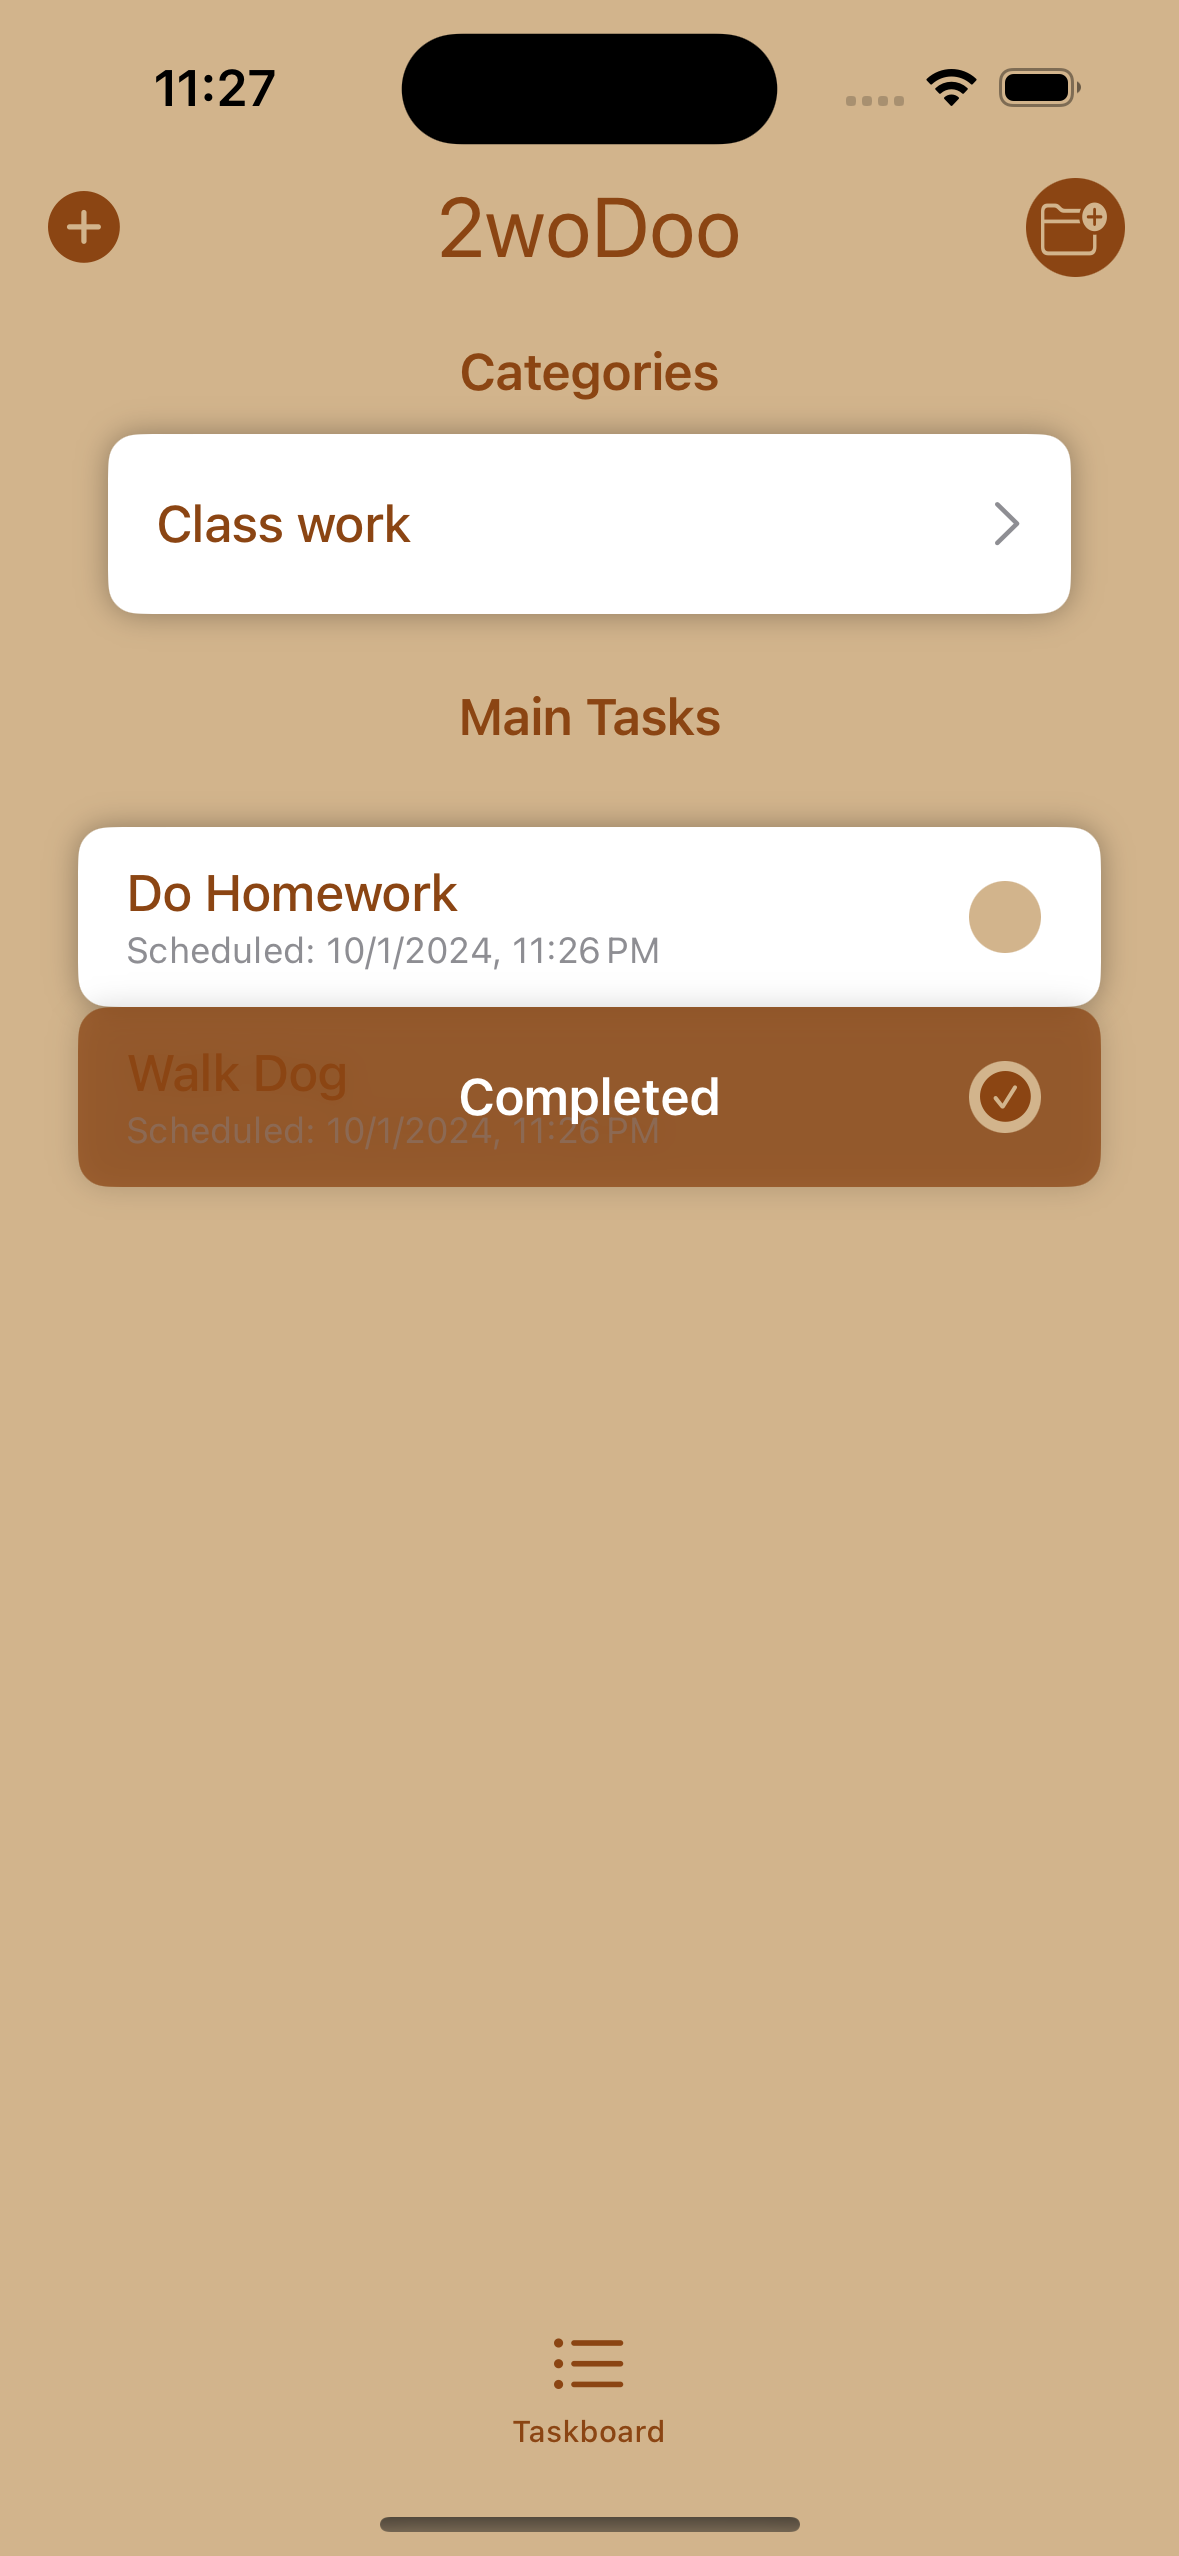 11:27
2woDoo
Categories
Class work
Main Tasks
Do Homework
Scheduled: 10/1/2024, 11:26 PM
Walk Dog
Completed
Scheduled: 10/1/2024, 11:26 PM
Taskboard